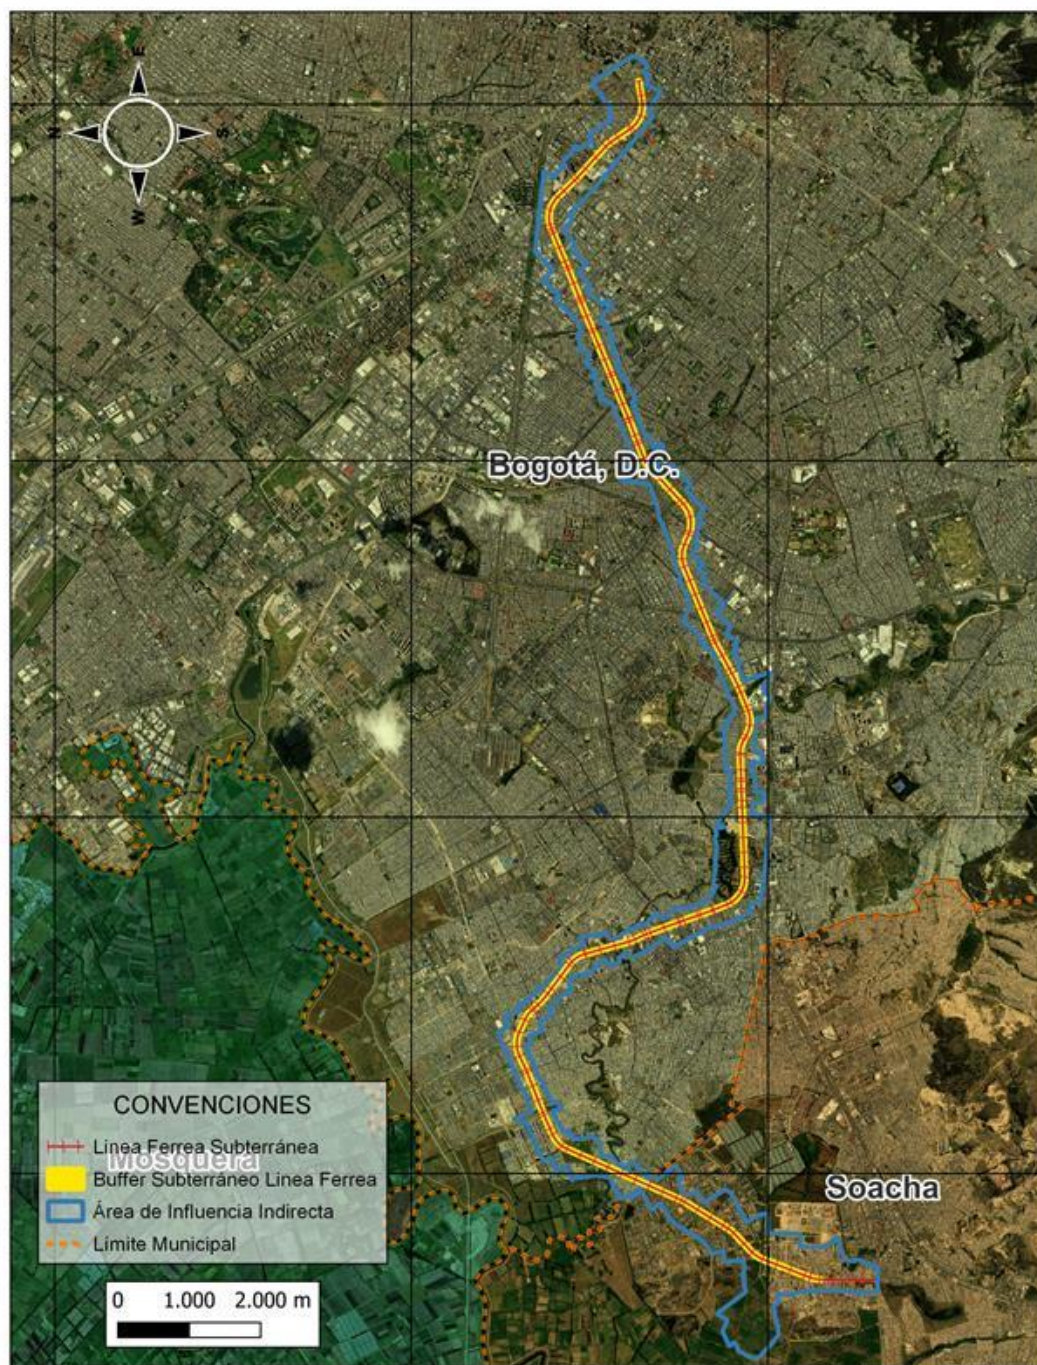 E
N
S
W
Bogotá, D.C.
CONVENCIONES
Linea Ferrea Subterránea
Mosquera
Buffer Subterráneo Linea Ferrea
Área de Influencia Indirecta
Límite Municipal
Soacha
0 1.000 2.000 m